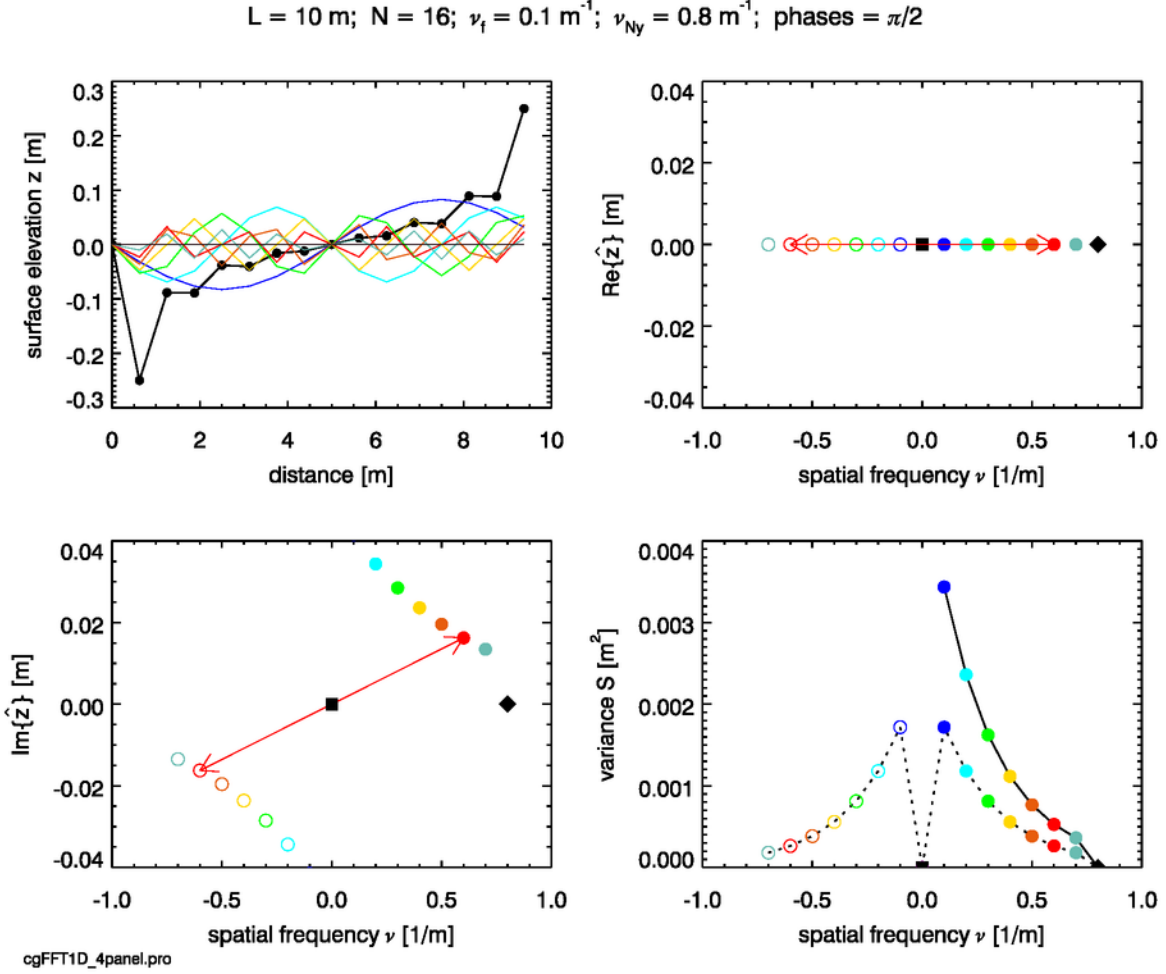 L = 10 m; N = 16; ν_f = 0.1 m⁻¹; ν_Ny = 0.8 m⁻¹; phases = π/2
0.3
0.2
0.1
0.0
-0.1
-0.2
-0.3
surface elevation z [m]
0 2 4 6 8 10
distance [m]
0.04
0.02
0.00
-0.02
-0.04
Re{ẑ} [m]
-1.0 -0.5 0.0 0.5 1.0
spatial frequency ν [1/m]
0.04
0.02
0.00
-0.02
-0.04
Im{ẑ} [m]
-1.0 -0.5 0.0 0.5 1.0
spatial frequency ν [1/m]
0.004
0.003
0.002
0.001
0.000
variance S [m²]
-1.0 -0.5 0.0 0.5 1.0
spatial frequency ν [1/m]
cgFFT1D_4panel.pro